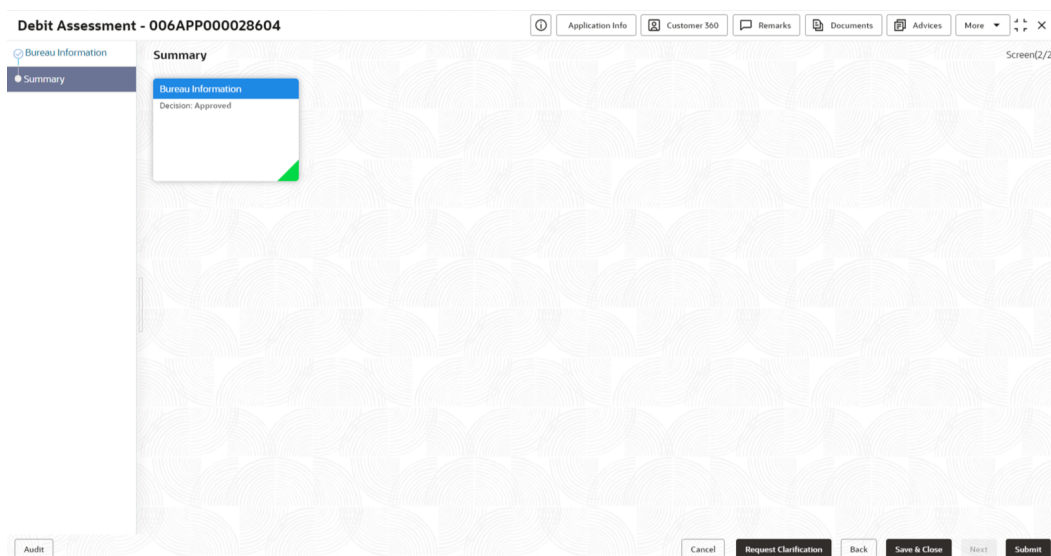 Debit Assessment - 006APP000028604
Application Info
Customer 360
Remarks
Documents
Advices
More
Bureau Information
Summary
Summary
Screen(2/2
Bureau Information
Decision: Approved
Audit
Cancel
Request Clarification
Back
Save & Close
Next
Submit